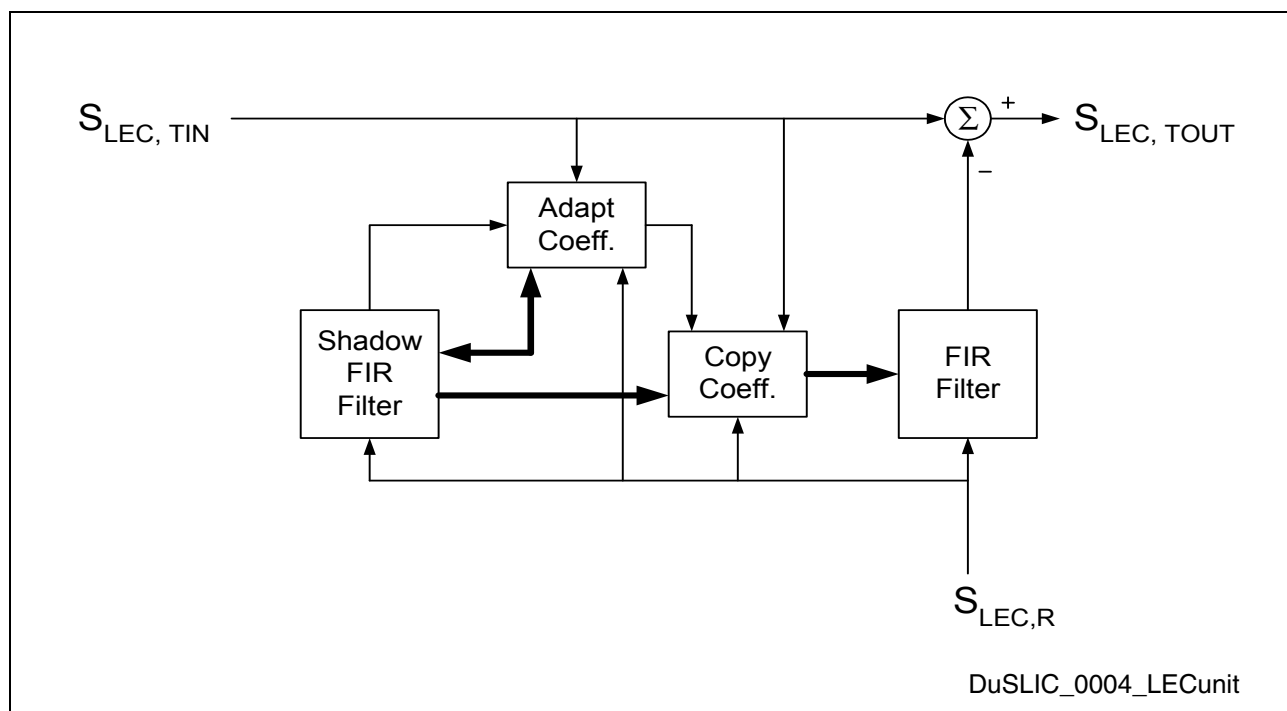 S_LEC, TIN
Σ
+
S_LEC, TOUT
–
Adapt
Coeff.
Shadow
FIR
Filter
Copy
Coeff.
FIR
Filter
S_LEC,R
DuSLIC_0004_LECunit